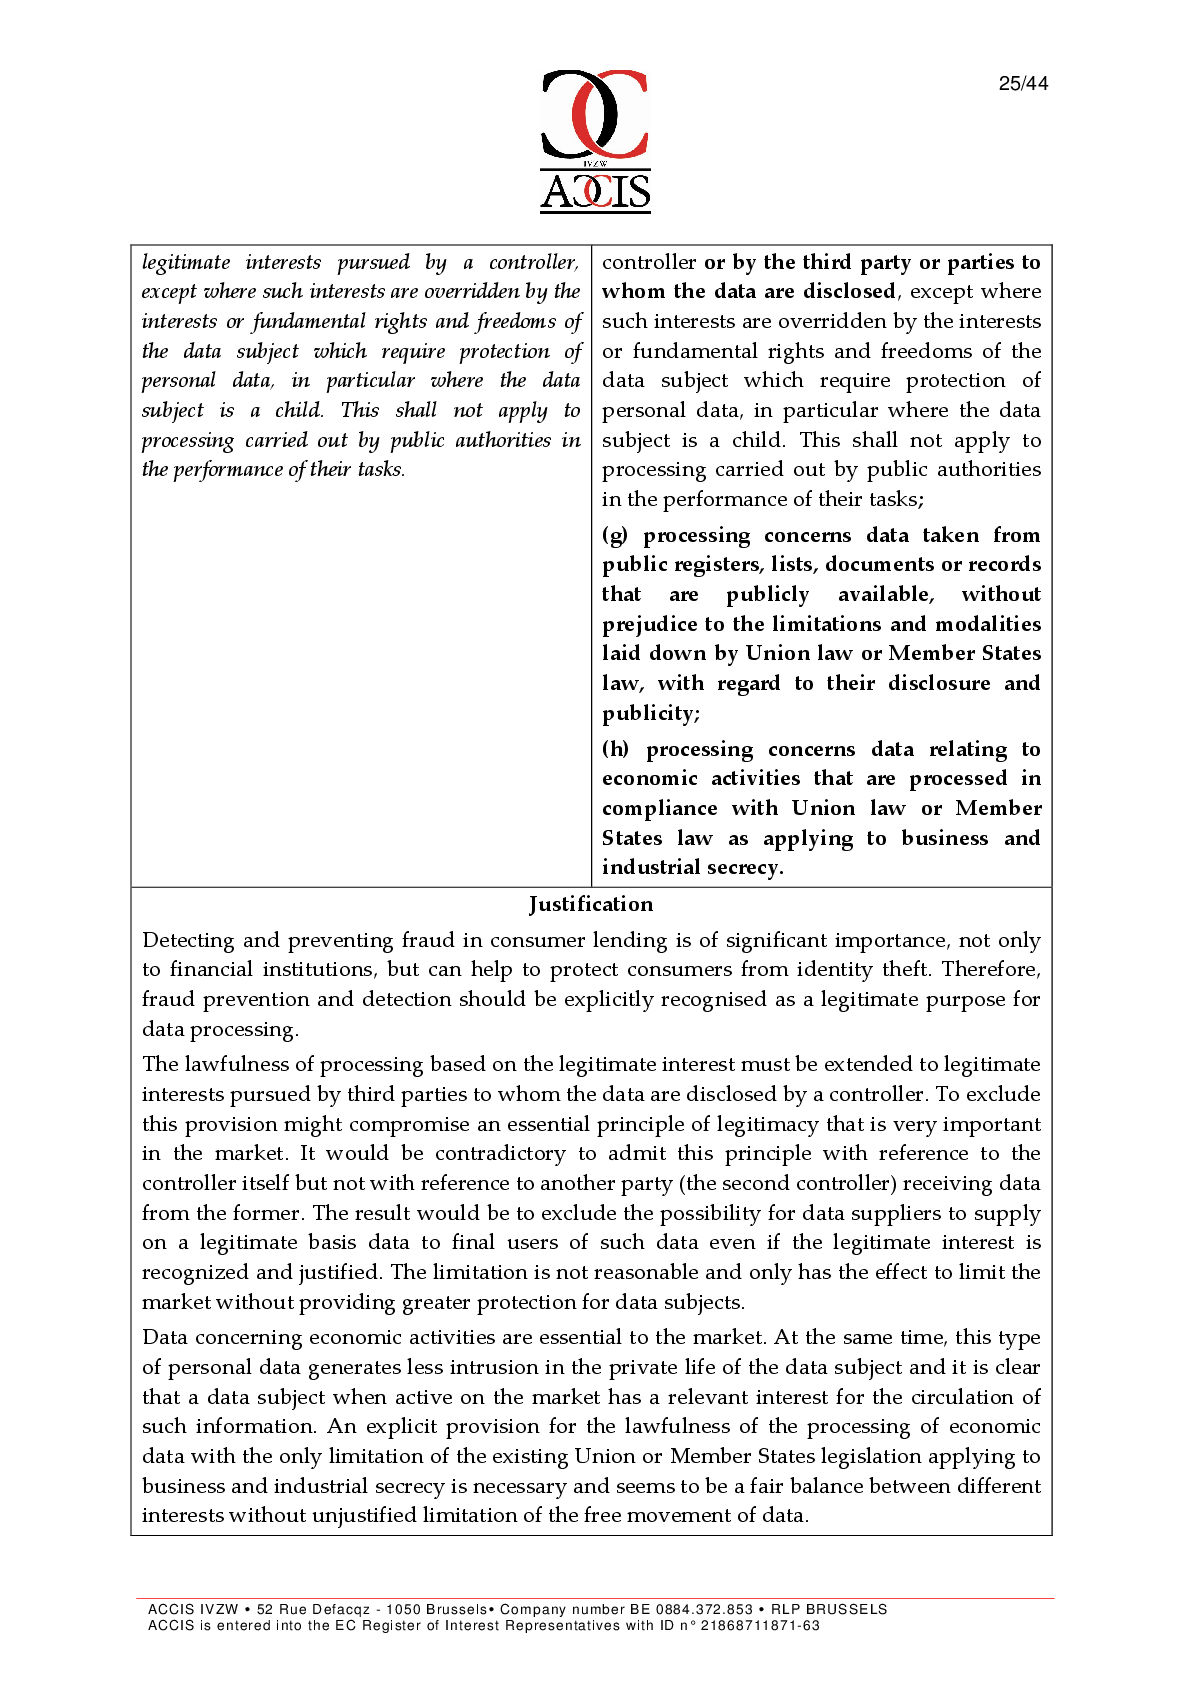 25/44
IVZW
ACCIS
legitimate interests pursued by a controller,
except where such interests are overridden by the
interests or fundamental rights and freedoms of
the data subject which require protection of
personal data, in particular where the data
subject is a child. This shall not apply to
processing carried out by public authorities in
the performance of their tasks.
controller or by the third party or parties to
whom the data are disclosed, except where
such interests are overridden by the interests
or fundamental rights and freedoms of the
data subject which require protection of
personal data, in particular where the data
subject is a child. This shall not apply to
processing carried out by public authorities
in the performance of their tasks;
(g) processing concerns data taken from
public registers, lists, documents or records
that are publicly available, without
prejudice to the limitations and modalities
laid down by Union law or Member States
law, with regard to their disclosure and
publicity;
(h) processing concerns data relating to
economic activities that are processed in
compliance with Union law or Member
States law as applying to business and
industrial secrecy.
Justification
Detecting and preventing fraud in consumer lending is of significant importance, not only
to financial institutions, but can help to protect consumers from identity theft. Therefore,
fraud prevention and detection should be explicitly recognised as a legitimate purpose for
data processing.
The lawfulness of processing based on the legitimate interest must be extended to legitimate
interests pursued by third parties to whom the data are disclosed by a controller. To exclude
this provision might compromise an essential principle of legitimacy that is very important
in the market. It would be contradictory to admit this principle with reference to the
controller itself but not with reference to another party (the second controller) receiving data
from the former. The result would be to exclude the possibility for data suppliers to supply
on a legitimate basis data to final users of such data even if the legitimate interest is
recognized and justified. The limitation is not reasonable and only has the effect to limit the
market without providing greater protection for data subjects.
Data concerning economic activities are essential to the market. At the same time, this type
of personal data generates less intrusion in the private life of the data subject and it is clear
that a data subject when active on the market has a relevant interest for the circulation of
such information. An explicit provision for the lawfulness of the processing of economic
data with the only limitation of the existing Union or Member States legislation applying to
business and industrial secrecy is necessary and seems to be a fair balance between different
interests without unjustified limitation of the free movement of data.
ACCIS IVZW • 52 Rue Defacqz - 1050 Brussels• Company number BE 0884.372.853 • RLP BRUSSELS
ACCIS is entered into the EC Register of Interest Representatives with ID n° 21868711871-63